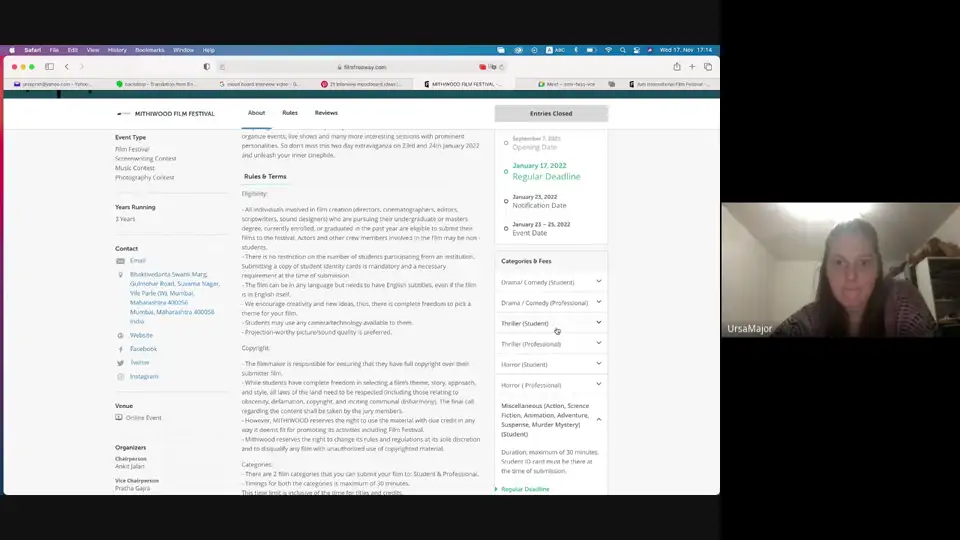 Safari File Edit View History Bookmarks Window Help
ABC
Wed 17. Nov 17:14
filmfreeway.com
MITHIWOOD FILM FESTIVAL -...
MITHIWOOD FILM FESTIVAL
About Rules Reviews
Entries Closed
Event Type
Film Festival
Screenwriting Contest
Music Contest
Photography Contest
Years Running
3 Years
Contact
Email
Bhaktivedanta Swami Marg,
Gulmohar Road, Suvarna Nagar,
Vile Parle (W), Mumbai,
Maharashtra 400056
Mumbai, Maharashtra 400058
India
Website
Facebook
Twitter
Instagram
Venue
Online Event
Organizers
Chairperson
Ankit Jalan
Vice Chairperson
Pratha Gajra
organize events, live shows and many more interesting sessions with prominent
personalities. So don't miss this two day extravaganza on 23rd and 24th January 2022
and unleash your inner cinephile.
Rules & Terms
Eligibility:
- All individuals involved in film creation (directors, cinematographers, editors,
scriptwriters, sound designers) who are pursuing their undergraduate or masters
degree, currently enrolled, or graduated in the past year are eligible to submit their
films to the festival. Actors and other crew members involved in the film may be non-
students.
- There is no restriction on the number of students participating from an institution.
Submitting a copy of student identity cards is mandatory and a necessary
requirement at the time of submission
- The film can be in any language but needs to have English subtitles, even if the film
is in English itself.
- We encourage creativity and new ideas, thus, there is complete freedom to pick a
theme for your film.
- Students may use any camera/technology available to them.
- Projection-worthy picture/sound quality is preferred.
Copyright:
- The filmmaker is responsible for ensuring that they have full copyright over their
submitted film.
- While students have complete freedom in selecting a film's theme, story, approach,
and style, all laws of the land need to be respected (including those relating to
obscenity, defamation, copyright, and inciting communal disharmony). The final call
regarding the content shall be taken by the jury members.
- However, MITHIWOOD reserves the right to use the material with due credit in any
way it deems fit for promoting its activities including Film Festival.
- Mithiwood reserves the right to change its rules and regulations at its sole discretion
and to disqualify any film with unauthorized use of copyrighted material.
Categories:
- There are 2 film categories that you can submit your film to: Student & Professional.
- Timings for both the categories is maximum of 30 minutes.
This time limit is inclusive of the time for titles and credits.
September 7, 2021
Opening Date
January 17, 2022
Regular Deadline
January 23, 2022
Notification Date
January 23 – 25, 2022
Event Date
Categories & Fees
Drama/ Comedy (Student)
Drama / Comedy (Professional)
Thriller (Student)
Thriller (Professional)
Horror (Student)
Horror ( Professional)
Miscellaneous (Action, Science
Fiction, Animation, Adventure,
Suspense, Murder Mystery)
(Student)
Duration: maximum of 30 minutes.
Student ID card must be there at
the time of submission.
Regular Deadline
UrsaMajor